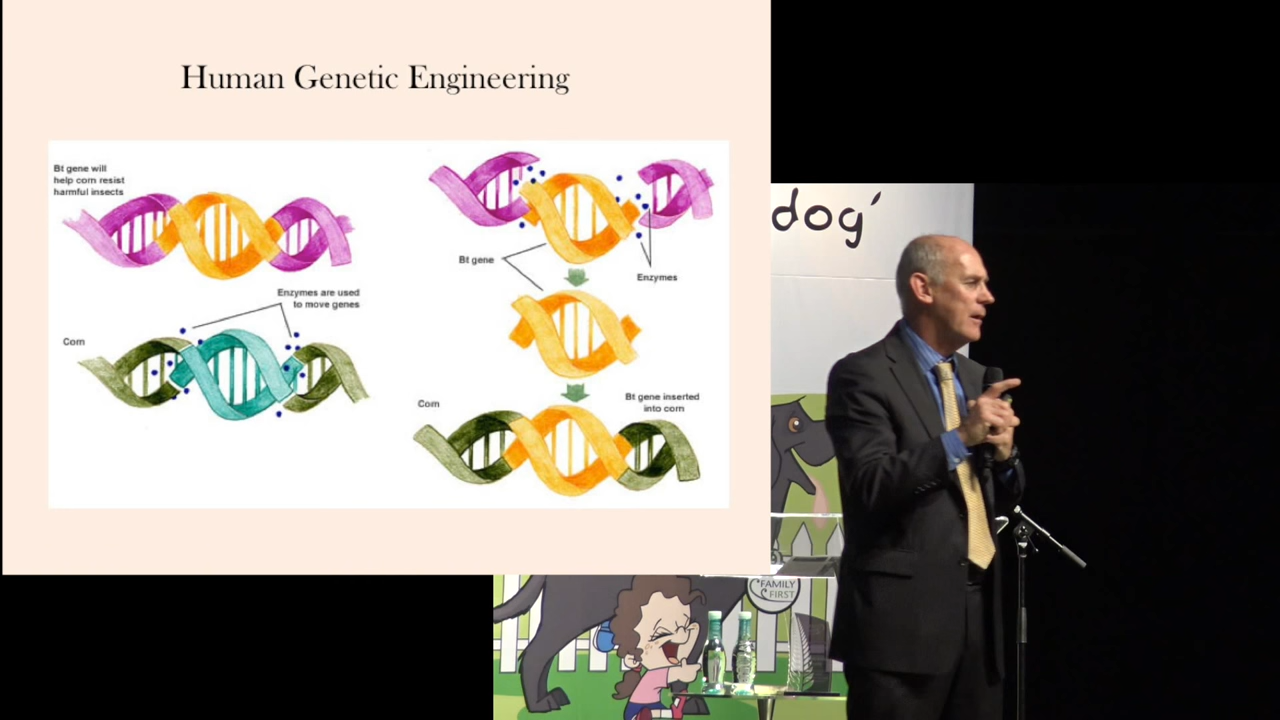 Human Genetic Engineering
Bt gene will
help corn resist
harmful insects
Enzymes are used
to move genes
Corn
Bt gene
Enzymes
Corn
Bt gene inserted
into corn
dog'
FAMILY
FIRST